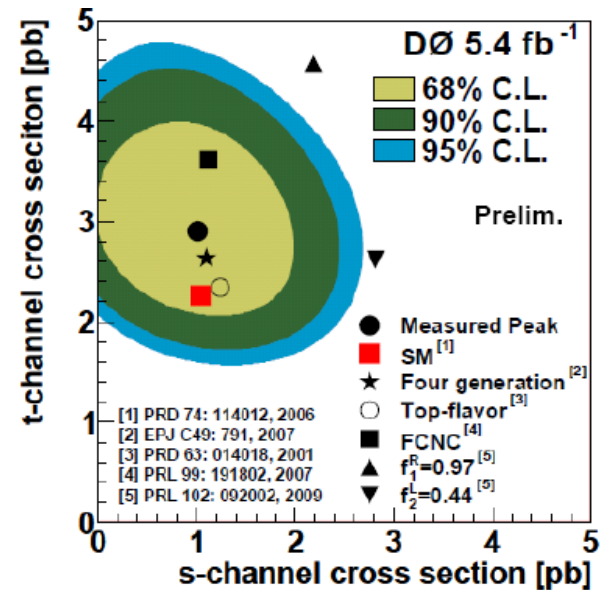 DØ 5.4 fb⁻¹
68% C.L.
90% C.L.
95% C.L.
Prelim.
Measured Peak
SM[1]
Four generation[2]
Top-flavor[3]
FCNC[4]
f₁ᴿ=0.97[5]
f₂ᴸ=0.44[5]
[1] PRD 74: 114012, 2006
[2] EPJ C49: 791, 2007
[3] PRD 63: 014018, 2001
[4] PRL 99: 191802, 2007
[5] PRL 102: 092002, 2009
t-channel cross seciton [pb]
5
4
3
2
1
0
0 1 2 3 4 5
s-channel cross section [pb]